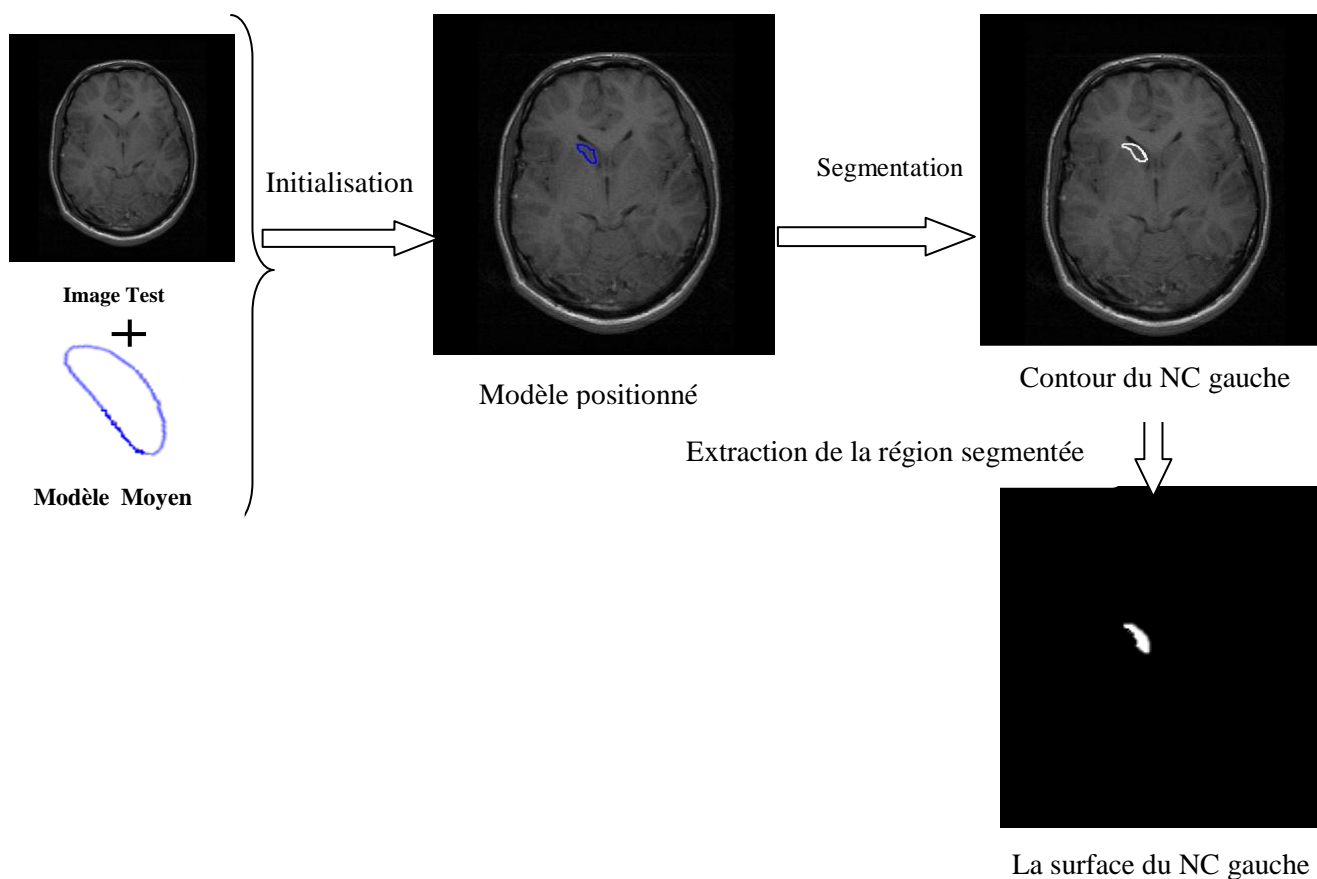 Image Test
Modèle Moyen
Initialisation
Modèle positionné
Segmentation
Contour du NC gauche
Extraction de la région segmentée
La surface du NC gauche